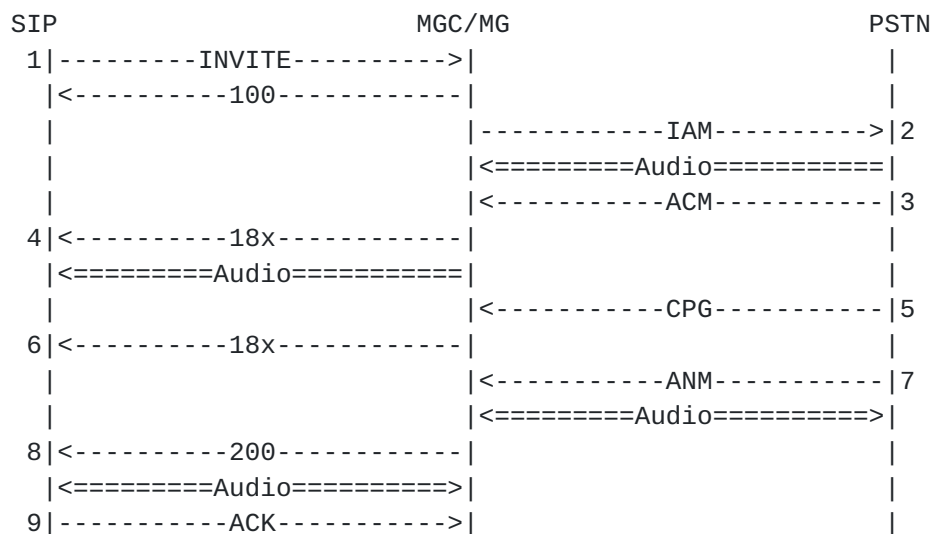 SIP                       MGC/MG                       PSTN
 1|---------INVITE---------->|                          |
  |<----------100------------|                          |
  |                          |------------IAM---------->|2
  |                          |<=========Audio===========|
  |                          |<-----------ACM-----------|3
 4|<----------18x------------|                          |
  |<=========Audio===========|                          |
  |                          |<-----------CPG-----------|5
 6|<----------18x------------|                          |
  |                          |<-----------ANM-----------|7
  |                          |<=========Audio==========>|
 8|<----------200------------|                          |
  |<=========Audio==========>|                          |
 9|-----------ACK----------->|                          |